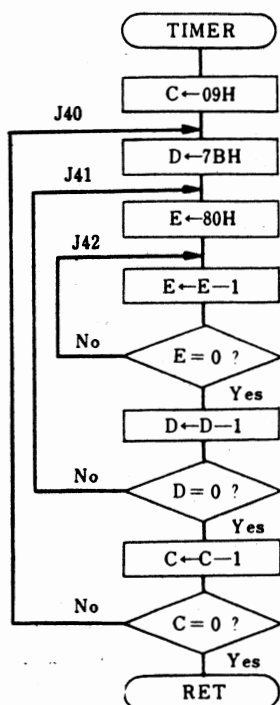 TIMER
C←09H
J40
D←7BH
J41
E←80H
J42
E←E—1
No
E=0 ?
Yes
D←D—1
No
D=0 ?
Yes
C←C—1
No
C=0 ?
Yes
RET